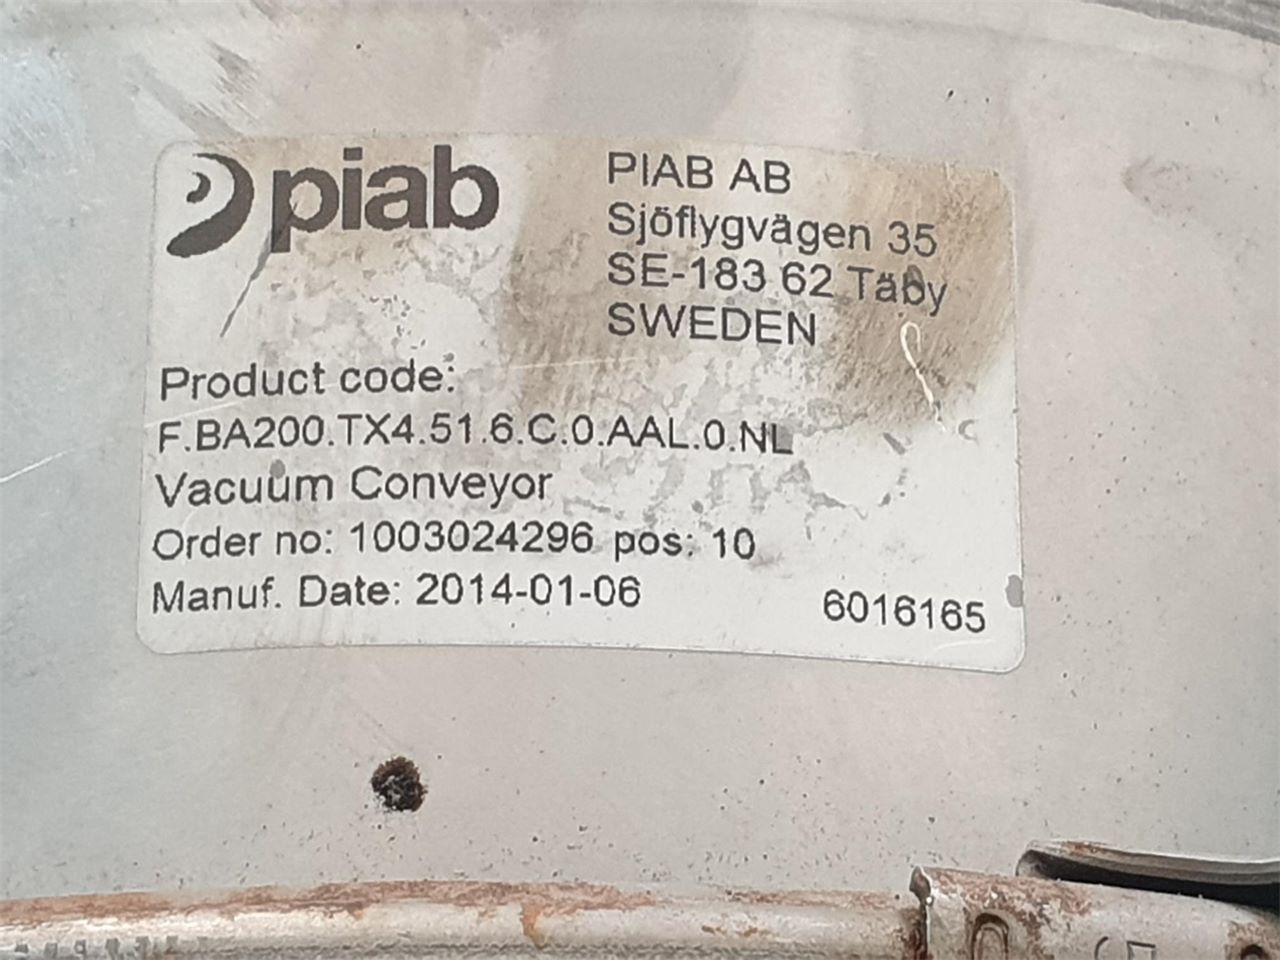 piab
PIAB AB
Sjöflygvägen 35
SE-183 62 Täby
SWEDEN
Product code:
F.BA200.TX4.51.6.C.0.AAL.0.NL
Vacuum Conveyor
Order no: 1003024296 pos: 10
Manuf. Date: 2014-01-06
6016165